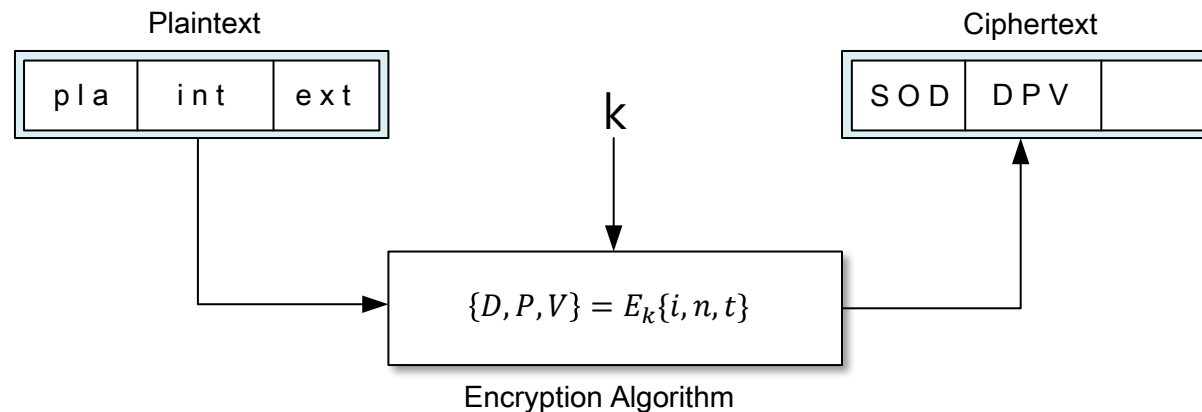 Plaintext
Ciphertext
p l a i n t e x t
S O D D P V
k
{D, P, V} = E_k{i, n, t}
Encryption Algorithm